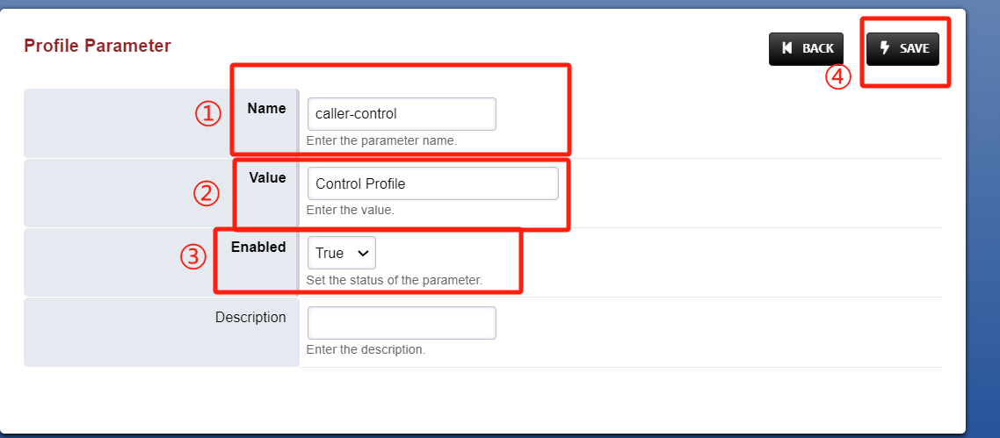 Profile Parameter
BACK
④
SAVE
①
Name
caller-control
Enter the parameter name.
②
Value
Control Profile
Enter the value.
③
Enabled
True
Set the status of the parameter.
Description
Enter the description.